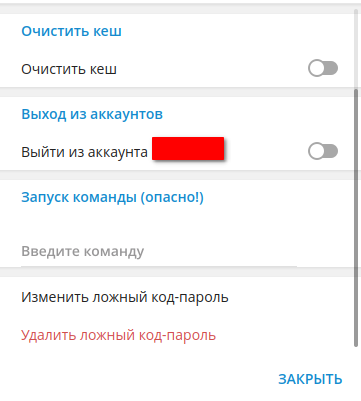 Очистить кеш
Очистить кеш
Выход из аккаунтов
Выйти из аккаунта
Запуск команды (опасно!)
Введите команду
Изменить ложный код-пароль
Удалить ложный код-пароль
ЗАКРЫТЬ